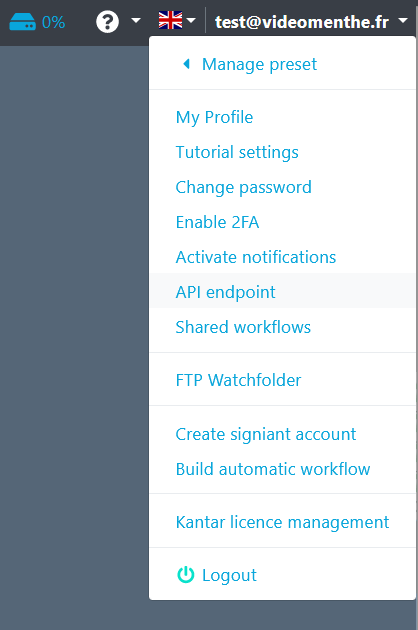 0%
?
test@videomenthe.fr
Manage preset
My Profile
Tutorial settings
Change password
Enable 2FA
Activate notifications
API endpoint
Shared workflows
FTP Watchfolder
Create signiant account
Build automatic workflow
Kantar licence management
Logout